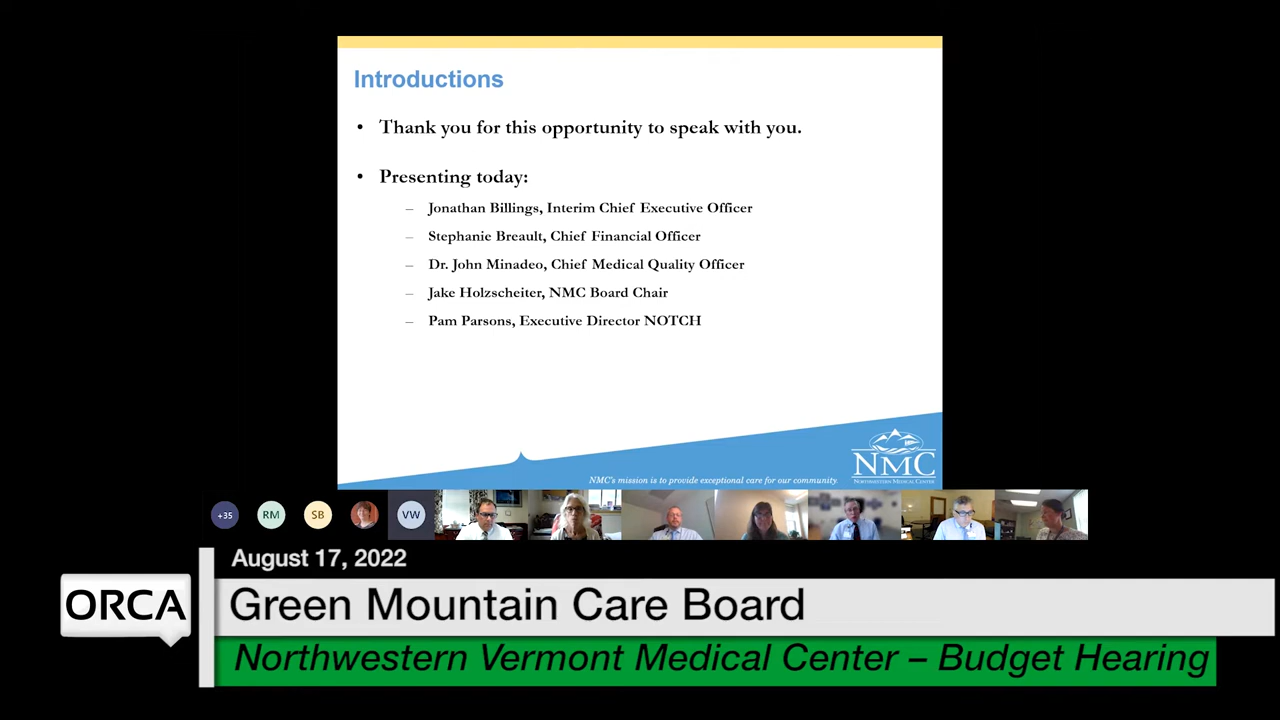 Introductions
• Thank you for this opportunity to speak with you.
• Presenting today:
– Jonathan Billings, Interim Chief Executive Officer
– Stephanie Breault, Chief Financial Officer
– Dr. John Minadeo, Chief Medical Quality Officer
– Jake Holzscheiter, NMC Board Chair
– Pam Parsons, Executive Director NOTCH
NMC
NORTHWESTERN MEDICAL CENTER
NMC's mission is to provide exceptional care for our community.
+35 RM SB VW
August 17, 2022
ORCA
Green Mountain Care Board
Northwestern Vermont Medical Center – Budget Hearing